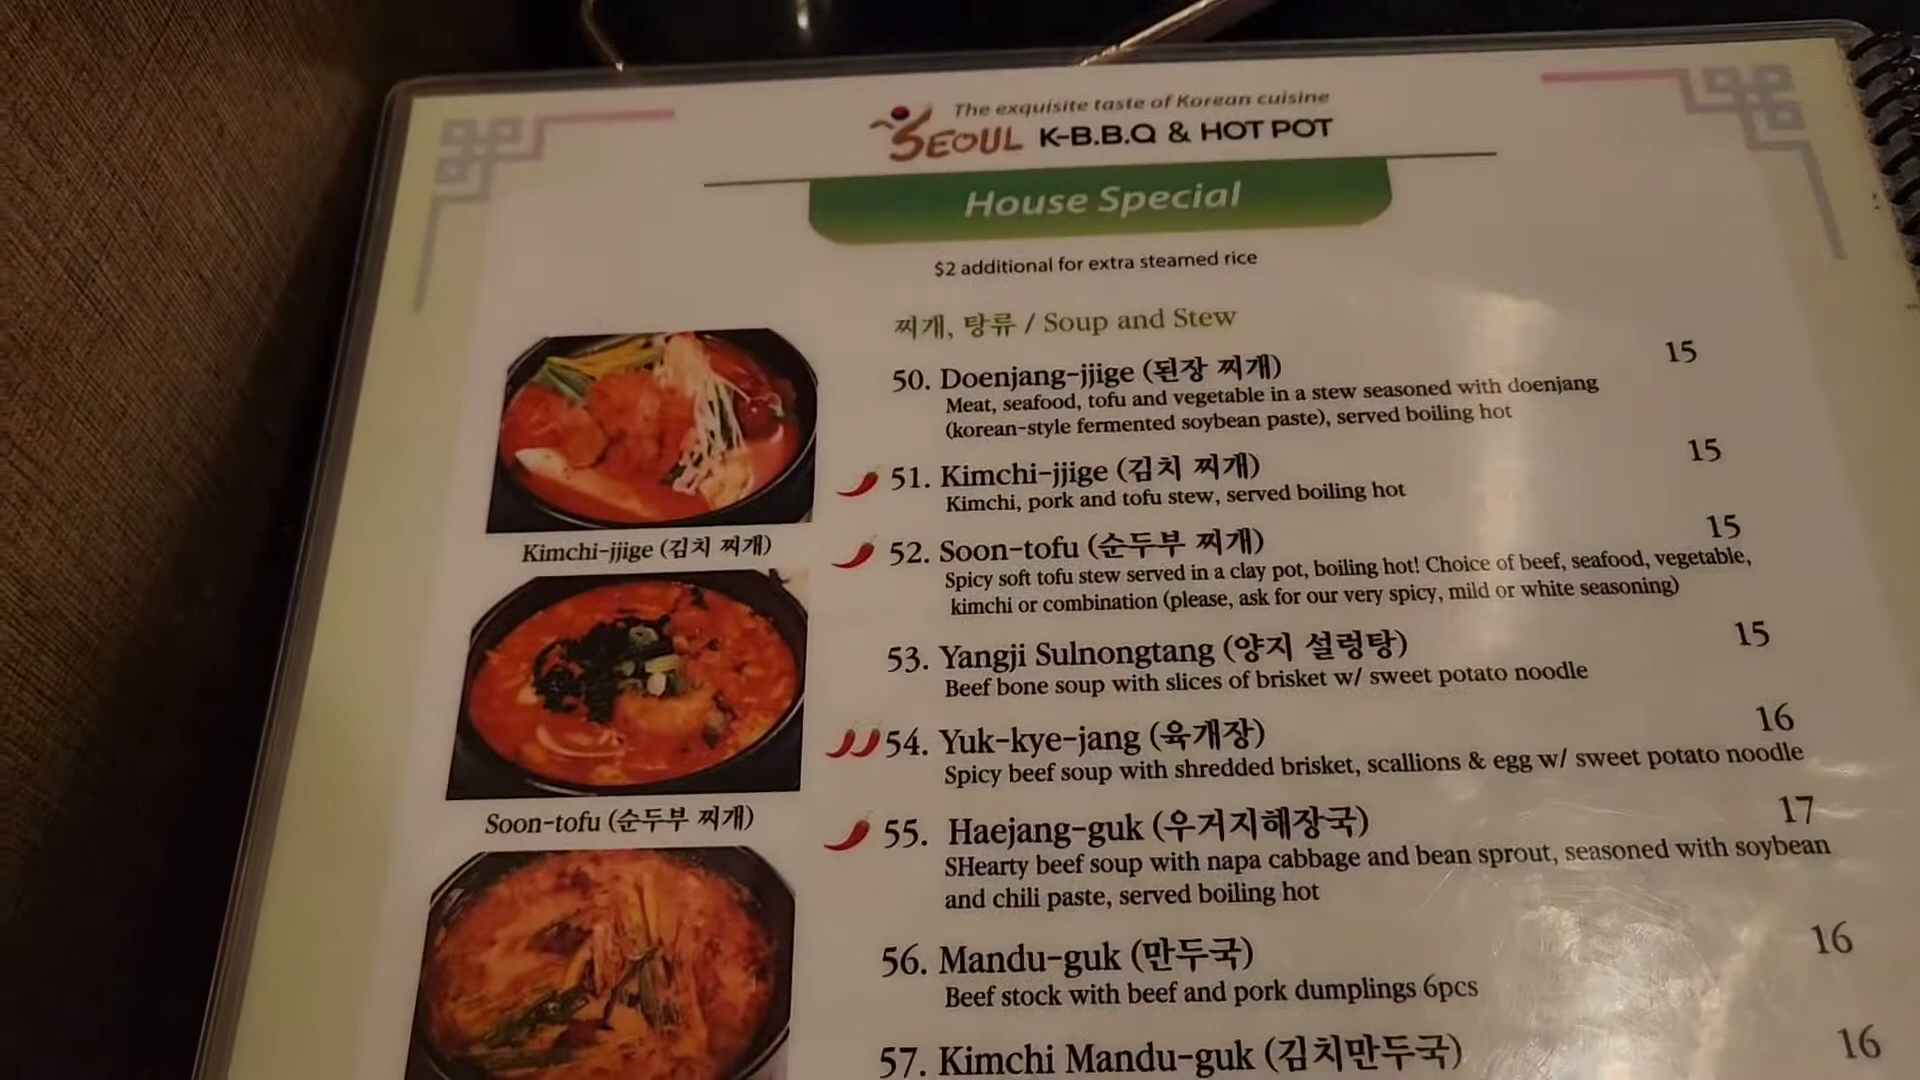 The exquisite taste of Korean cuisine
SEOUL K-B.B.Q & HOT POT
House Special
$2 additional for extra steamed rice
찌개, 탕류 / Soup and Stew
50. Doenjang-jjige (된장 찌개) 15
Meat, seafood, tofu and vegetable in a stew seasoned with doenjang
(korean-style fermented soybean paste), served boiling hot
51. Kimchi-jjige (김치 찌개) 15
Kimchi, pork and tofu stew, served boiling hot
Kimchi-jjige (김치 찌개)
52. Soon-tofu (순두부 찌개) 15
Spicy soft tofu stew served in a clay pot, boiling hot! Choice of beef, seafood, vegetable,
kimchi or combination (please, ask for our very spicy, mild or white seasoning)
53. Yangji Sulnongtang (양지 설렁탕) 15
Beef bone soup with slices of brisket w/ sweet potato noodle
54. Yuk-kye-jang (육개장) 16
Spicy beef soup with shredded brisket, scallions & egg w/ sweet potato noodle
Soon-tofu (순두부 찌개)
55. Haejang-guk (우거지해장국) 17
SHearty beef soup with napa cabbage and bean sprout, seasoned with soybean
and chili paste, served boiling hot
56. Mandu-guk (만두국) 16
Beef stock with beef and pork dumplings 6pcs
57. Kimchi Mandu-guk (김치만두국) 16